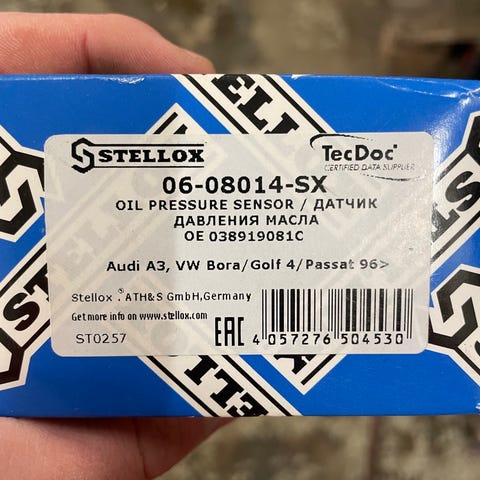 STELLOX
STELLOX
TecDoc
CERTIFIED DATA SUPPLIER
06-08014-SX
OIL PRESSURE SENSOR / ДАТЧИК
ДАВЛЕНИЯ МАСЛА
OE 038919081C
Audi A3, VW Bora/Golf 4/Passat 96>
Stellox ®. ATH&S GmbH,Germany
Get more info on www.stellox.com
ST0257
EAC
4 057276 504530